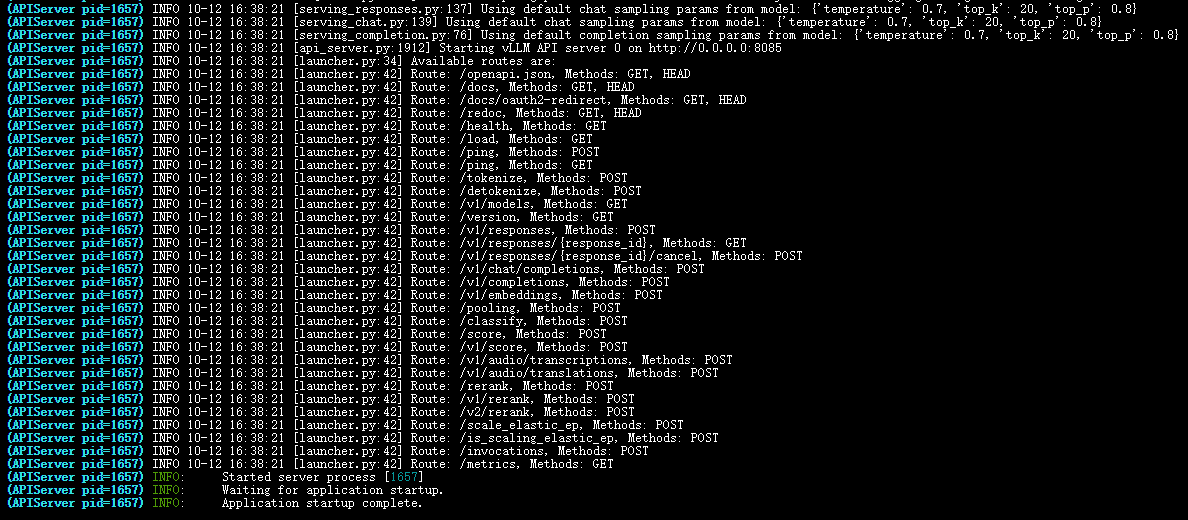 (APIServer pid=1657) INFO 10-12 16:38:21 [serving_responses.py:137] Using default chat sampling params from model: {'temperature': 0.7, 'top_k': 20, 'top_p': 0.8}
(APIServer pid=1657) INFO 10-12 16:38:21 [serving_chat.py:139] Using default chat sampling params from model: {'temperature': 0.7, 'top_k': 20, 'top_p': 0.8}
(APIServer pid=1657) INFO 10-12 16:38:21 [serving_completion.py:76] Using default completion sampling params from model: {'temperature': 0.7, 'top_k': 20, 'top_p': 0.8}
(APIServer pid=1657) INFO 10-12 16:38:21 [api_server.py:1912] Starting vLLM API server 0 on http://0.0.0.0:8085
(APIServer pid=1657) INFO 10-12 16:38:21 [launcher.py:34] Available routes are:
(APIServer pid=1657) INFO 10-12 16:38:21 [launcher.py:42] Route: /openapi.json, Methods: GET, HEAD
(APIServer pid=1657) INFO 10-12 16:38:21 [launcher.py:42] Route: /docs, Methods: GET, HEAD
(APIServer pid=1657) INFO 10-12 16:38:21 [launcher.py:42] Route: /docs/oauth2-redirect, Methods: GET, HEAD
(APIServer pid=1657) INFO 10-12 16:38:21 [launcher.py:42] Route: /redoc, Methods: GET, HEAD
(APIServer pid=1657) INFO 10-12 16:38:21 [launcher.py:42] Route: /health, Methods: GET
(APIServer pid=1657) INFO 10-12 16:38:21 [launcher.py:42] Route: /load, Methods: GET
(APIServer pid=1657) INFO 10-12 16:38:21 [launcher.py:42] Route: /ping, Methods: POST
(APIServer pid=1657) INFO 10-12 16:38:21 [launcher.py:42] Route: /ping, Methods: GET
(APIServer pid=1657) INFO 10-12 16:38:21 [launcher.py:42] Route: /tokenize, Methods: POST
(APIServer pid=1657) INFO 10-12 16:38:21 [launcher.py:42] Route: /detokenize, Methods: POST
(APIServer pid=1657) INFO 10-12 16:38:21 [launcher.py:42] Route: /v1/models, Methods: GET
(APIServer pid=1657) INFO 10-12 16:38:21 [launcher.py:42] Route: /version, Methods: GET
(APIServer pid=1657) INFO 10-12 16:38:21 [launcher.py:42] Route: /v1/responses, Methods: POST
(APIServer pid=1657) INFO 10-12 16:38:21 [launcher.py:42] Route: /v1/responses/{response_id}, Methods: GET
(APIServer pid=1657) INFO 10-12 16:38:21 [launcher.py:42] Route: /v1/responses/{response_id}/cancel, Methods: POST
(APIServer pid=1657) INFO 10-12 16:38:21 [launcher.py:42] Route: /v1/chat/completions, Methods: POST
(APIServer pid=1657) INFO 10-12 16:38:21 [launcher.py:42] Route: /v1/completions, Methods: POST
(APIServer pid=1657) INFO 10-12 16:38:21 [launcher.py:42] Route: /v1/embeddings, Methods: POST
(APIServer pid=1657) INFO 10-12 16:38:21 [launcher.py:42] Route: /pooling, Methods: POST
(APIServer pid=1657) INFO 10-12 16:38:21 [launcher.py:42] Route: /classify, Methods: POST
(APIServer pid=1657) INFO 10-12 16:38:21 [launcher.py:42] Route: /score, Methods: POST
(APIServer pid=1657) INFO 10-12 16:38:21 [launcher.py:42] Route: /v1/score, Methods: POST
(APIServer pid=1657) INFO 10-12 16:38:21 [launcher.py:42] Route: /v1/audio/transcriptions, Methods: POST
(APIServer pid=1657) INFO 10-12 16:38:21 [launcher.py:42] Route: /v1/audio/translations, Methods: POST
(APIServer pid=1657) INFO 10-12 16:38:21 [launcher.py:42] Route: /rerank, Methods: POST
(APIServer pid=1657) INFO 10-12 16:38:21 [launcher.py:42] Route: /v1/rerank, Methods: POST
(APIServer pid=1657) INFO 10-12 16:38:21 [launcher.py:42] Route: /v2/rerank, Methods: POST
(APIServer pid=1657) INFO 10-12 16:38:21 [launcher.py:42] Route: /scale_elastic_ep, Methods: POST
(APIServer pid=1657) INFO 10-12 16:38:21 [launcher.py:42] Route: /is_scaling_elastic_ep, Methods: POST
(APIServer pid=1657) INFO 10-12 16:38:21 [launcher.py:42] Route: /invocations, Methods: POST
(APIServer pid=1657) INFO 10-12 16:38:21 [launcher.py:42] Route: /metrics, Methods: GET
(APIServer pid=1657) INFO: Started server process [1657]
(APIServer pid=1657) INFO: Waiting for application startup.
(APIServer pid=1657) INFO: Application startup complete.